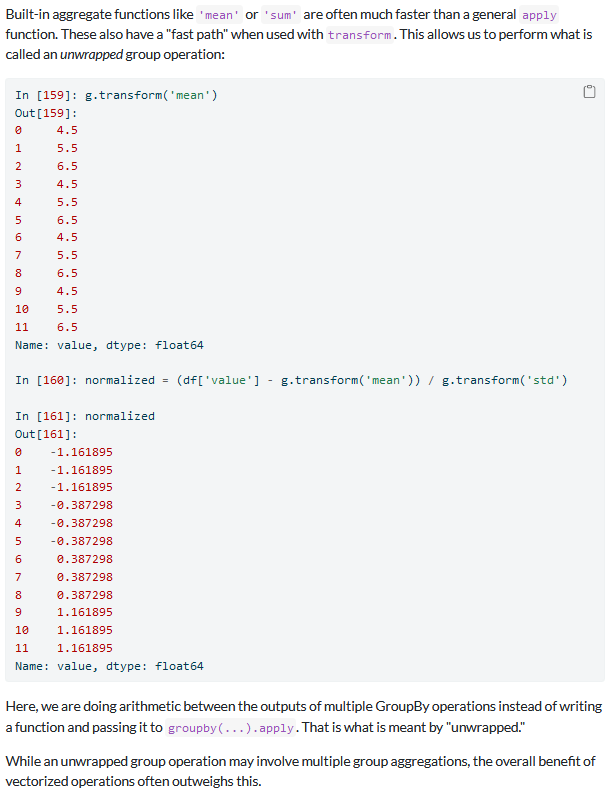 Built-in aggregate functions like 'mean' or 'sum' are often much faster than a general apply
function. These also have a "fast path" when used with transform. This allows us to perform what is
called an unwrapped group operation:
In [159]: g.transform('mean')
Out[159]:
0     4.5
1     5.5
2     6.5
3     4.5
4     5.5
5     6.5
6     4.5
7     5.5
8     6.5
9     4.5
10    5.5
11    6.5
Name: value, dtype: float64
In [160]: normalized = (df['value'] - g.transform('mean')) / g.transform('std')
In [161]: normalized
Out[161]:
0    -1.161895
1    -1.161895
2    -1.161895
3    -0.387298
4    -0.387298
5    -0.387298
6     0.387298
7     0.387298
8     0.387298
9     1.161895
10    1.161895
11    1.161895
Name: value, dtype: float64
Here, we are doing arithmetic between the outputs of multiple GroupBy operations instead of writing
a function and passing it to groupby(...).apply. That is what is meant by "unwrapped."
While an unwrapped group operation may involve multiple group aggregations, the overall benefit of
vectorized operations often outweighs this.